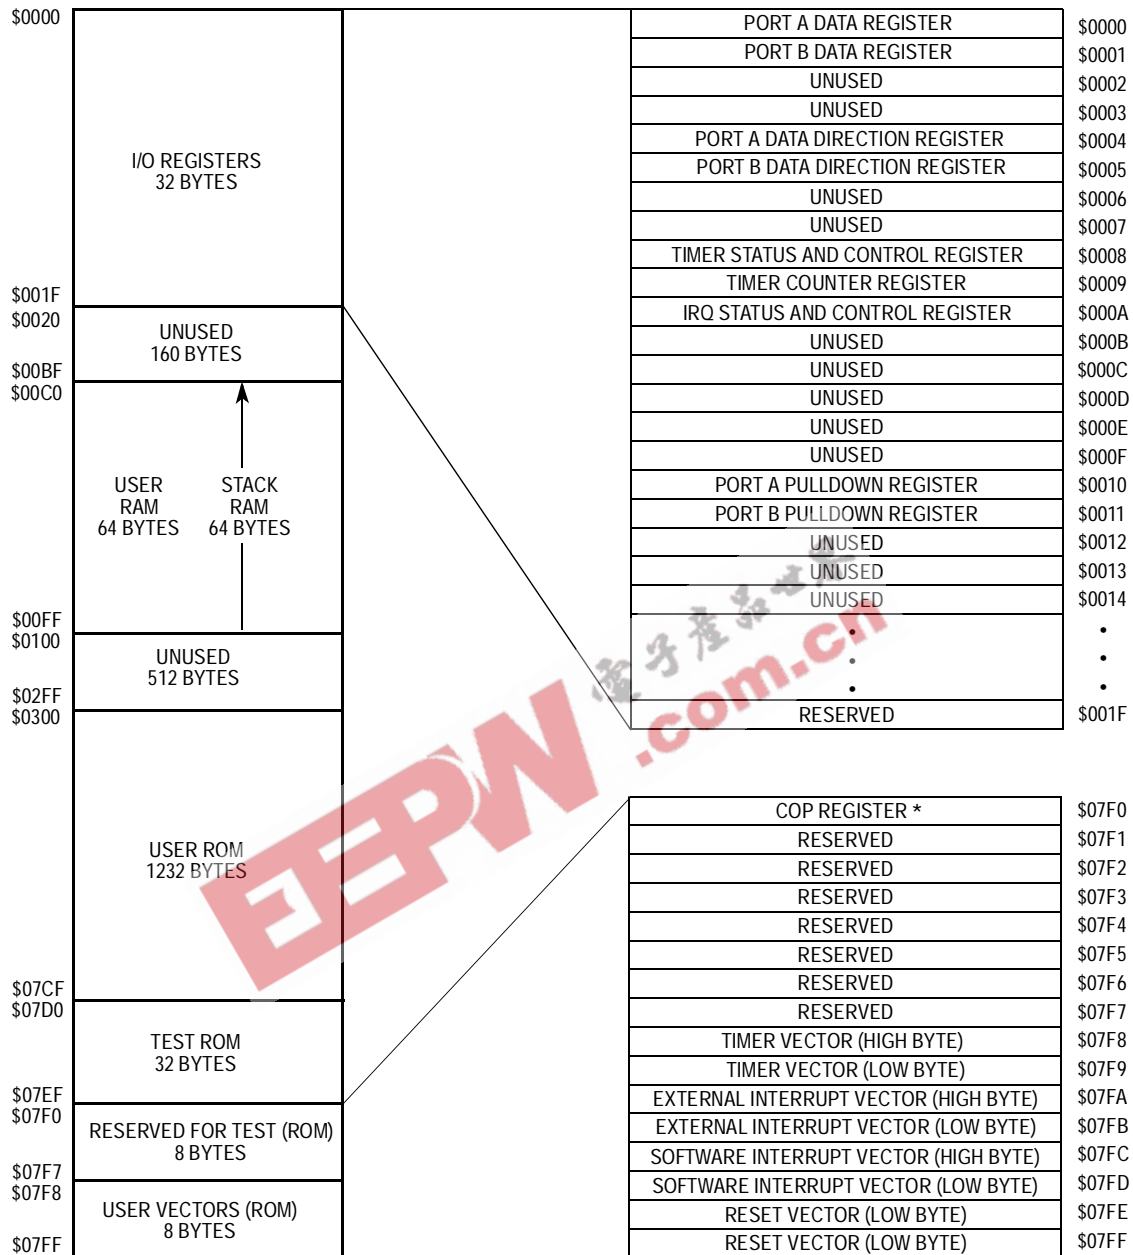 $0000
I/O REGISTERS
32 BYTES
$001F
$0020
UNUSED
160 BYTES
$00BF
$00C0
USER
RAM
64 BYTES
STACK
RAM
64 BYTES
$00FF
$0100
UNUSED
512 BYTES
$02FF
$0300
USER ROM
1232 BYTES
$07CF
$07D0
TEST ROM
32 BYTES
$07EF
$07F0
RESERVED FOR TEST (ROM)
8 BYTES
$07F7
$07F8
USER VECTORS (ROM)
8 BYTES
$07FF
PORT A DATA REGISTER $0000
PORT B DATA REGISTER $0001
UNUSED $0002
UNUSED $0003
PORT A DATA DIRECTION REGISTER $0004
PORT B DATA DIRECTION REGISTER $0005
UNUSED $0006
UNUSED $0007
TIMER STATUS AND CONTROL REGISTER $0008
TIMER COUNTER REGISTER $0009
IRQ STATUS AND CONTROL REGISTER $000A
UNUSED $000B
UNUSED $000C
UNUSED $000D
UNUSED $000E
UNUSED $000F
PORT A PULLDOWN REGISTER $0010
PORT B PULLDOWN REGISTER $0011
UNUSED $0012
UNUSED $0013
UNUSED $0014
• •
• •
• •
RESERVED $001F
COP REGISTER * $07F0
RESERVED $07F1
RESERVED $07F2
RESERVED $07F3
RESERVED $07F4
RESERVED $07F5
RESERVED $07F6
RESERVED $07F7
TIMER VECTOR (HIGH BYTE) $07F8
TIMER VECTOR (LOW BYTE) $07F9
EXTERNAL INTERRUPT VECTOR (HIGH BYTE) $07FA
EXTERNAL INTERRUPT VECTOR (LOW BYTE) $07FB
SOFTWARE INTERRUPT VECTOR (HIGH BYTE) $07FC
SOFTWARE INTERRUPT VECTOR (LOW BYTE) $07FD
RESET VECTOR (LOW BYTE) $07FE
RESET VECTOR (LOW BYTE) $07FF
EEPW
電子產品世界
.com.cn